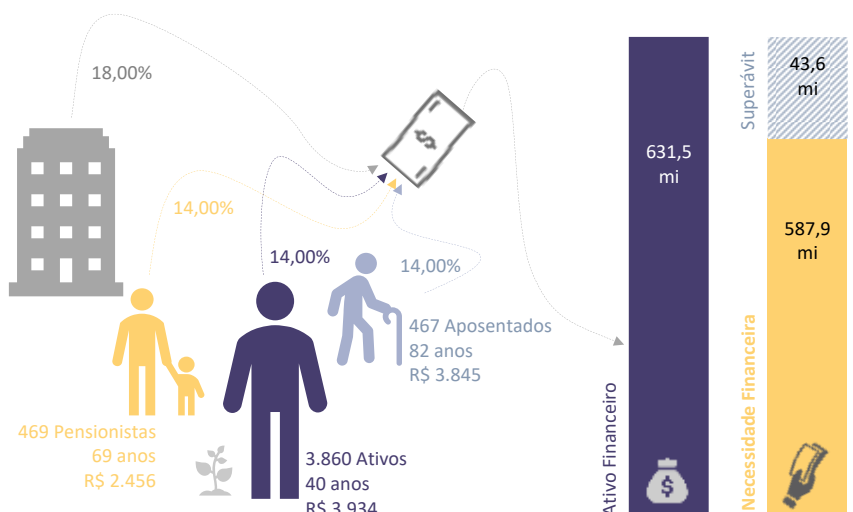 18,00%
14,00%
14,00%
14,00%
469 Pensionistas
69 anos
R$ 2.456
3.860 Ativos
40 anos
R$ 3.934
467 Aposentados
82 anos
R$ 3.845
Ativo Financeiro
631,5
mi
$
Superávit
43,6
mi
Necessidade Financeira
587,9
mi
$